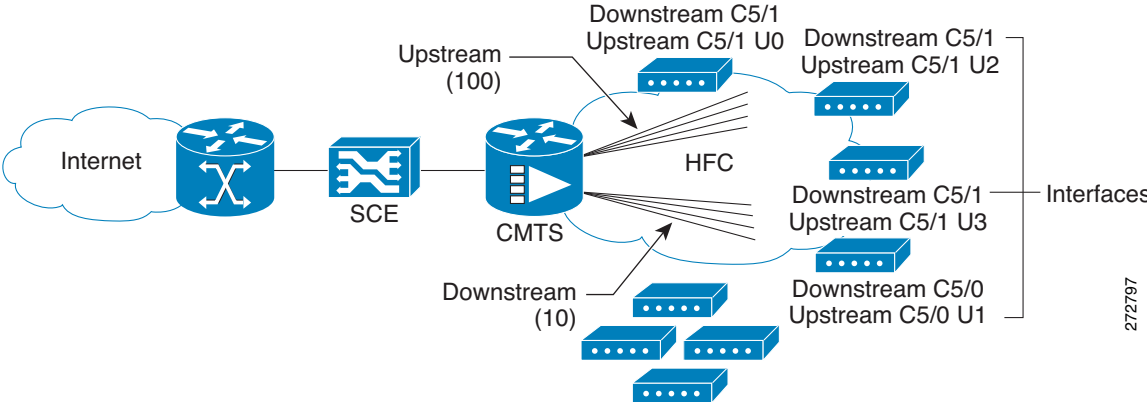 Downstream C5/1
Upstream C5/1 U0
Upstream
(100)
Downstream C5/1
Upstream C5/1 U2
Internet
SCE
CMTS
HFC
Downstream C5/1
Upstream C5/1 U3
Interfaces
Downstream
(10)
Downstream C5/0
Upstream C5/0 U1
272797